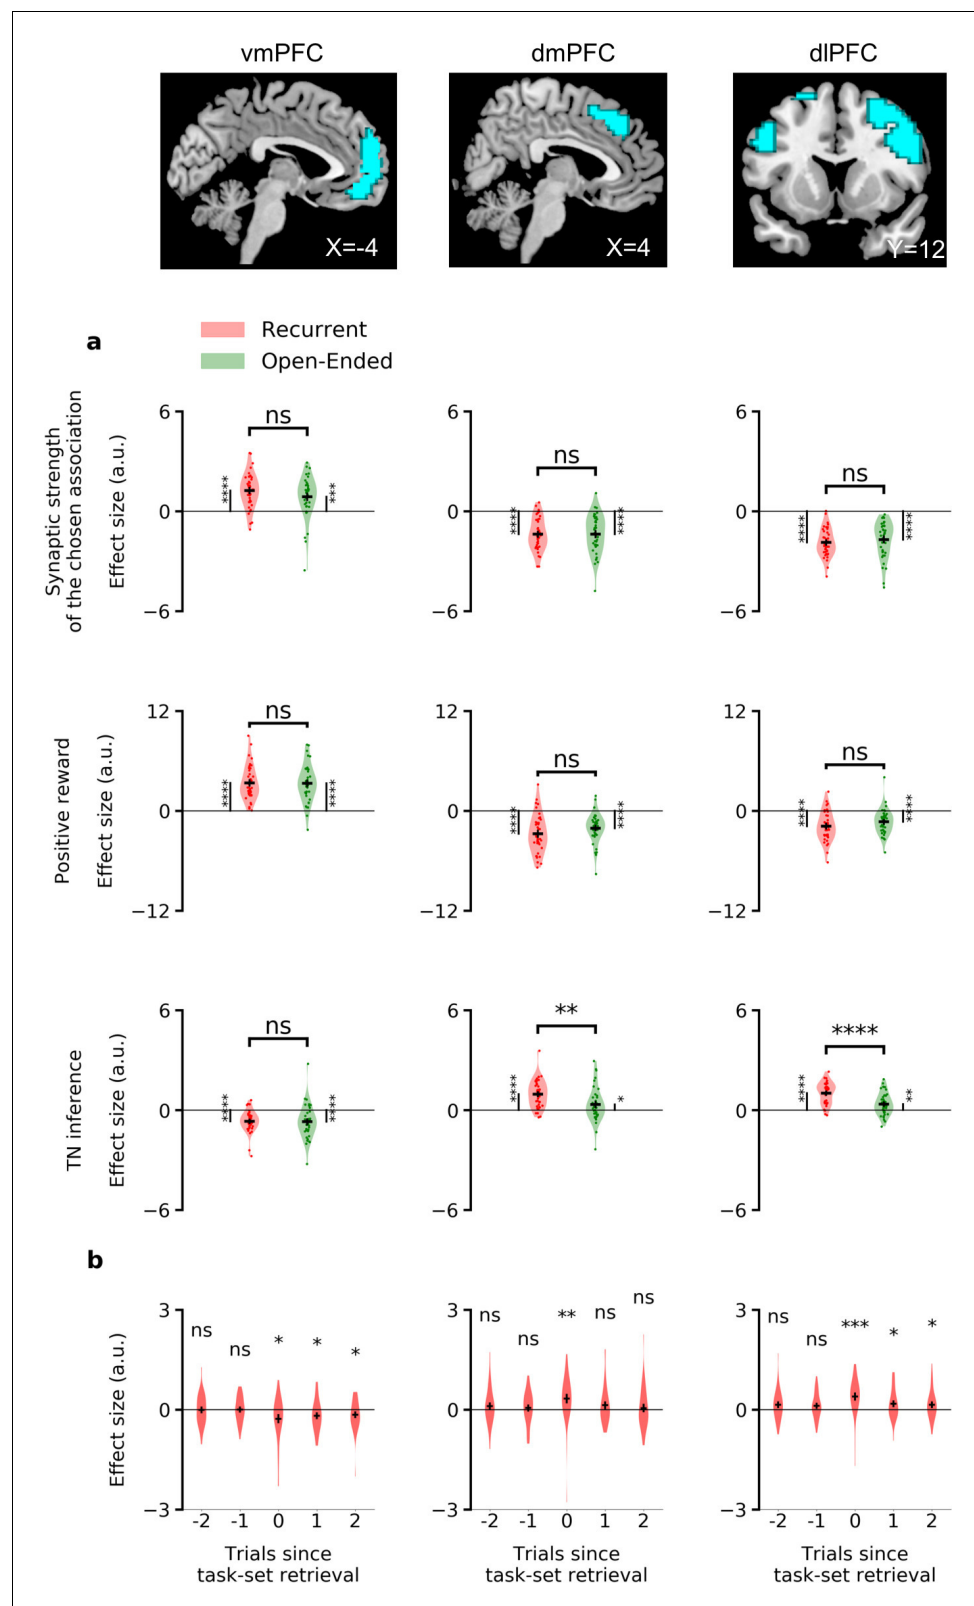 vmPFC dmPFC dlPFC
X=-4 X=4 Y=12
a
Recurrent
Open-Ended
Synaptic strength
of the chosen association
Effect size (a.u.)
6 6 6
0 0 0
−6 −6 −6
ns ns ns
**** *** **** **** **** ****
Positive reward
Effect size (a.u.)
12 12 12
0 0 0
−12 −12 −12
ns ns ns
**** **** **** **** **** ****
TN inference
Effect size (a.u.)
6 6 6
0 0 0
−6 −6 −6
ns ** ****
**** **** **** * **** **
b
Effect size (a.u.)
3 3 3
0 0 0
−3 −3 −3
ns ns * * * ns ns ** ns ns ns ns *** * *
-2 -1 0 1 2 -2 -1 0 1 2 -2 -1 0 1 2
Trials since Trials since Trials since
task-set retrieval task-set retrieval task-set retrieval